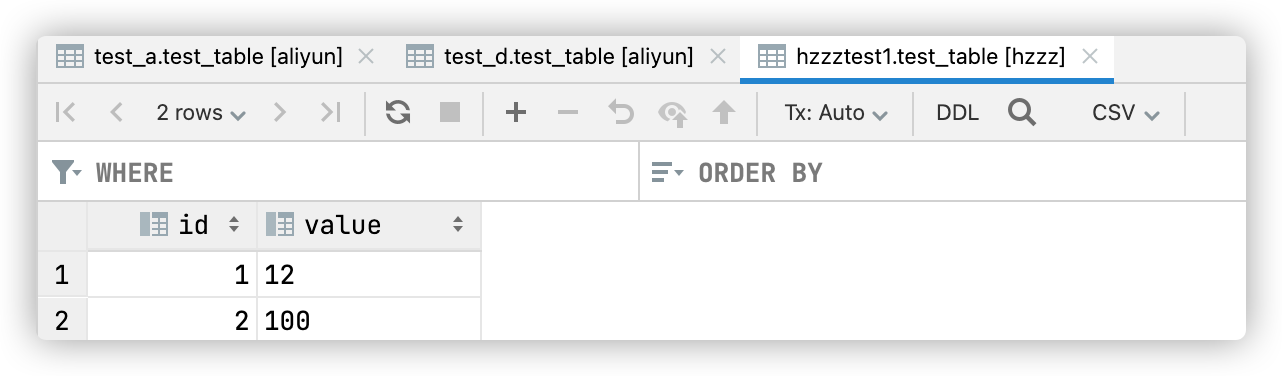 test_a.test_table [aliyun] test_d.test_table [aliyun] hzzztest1.test_table [hzzz]
2 rows Tx: Auto DDL CSV
WHERE ORDER BY
id value
1 1 12
2 2 100